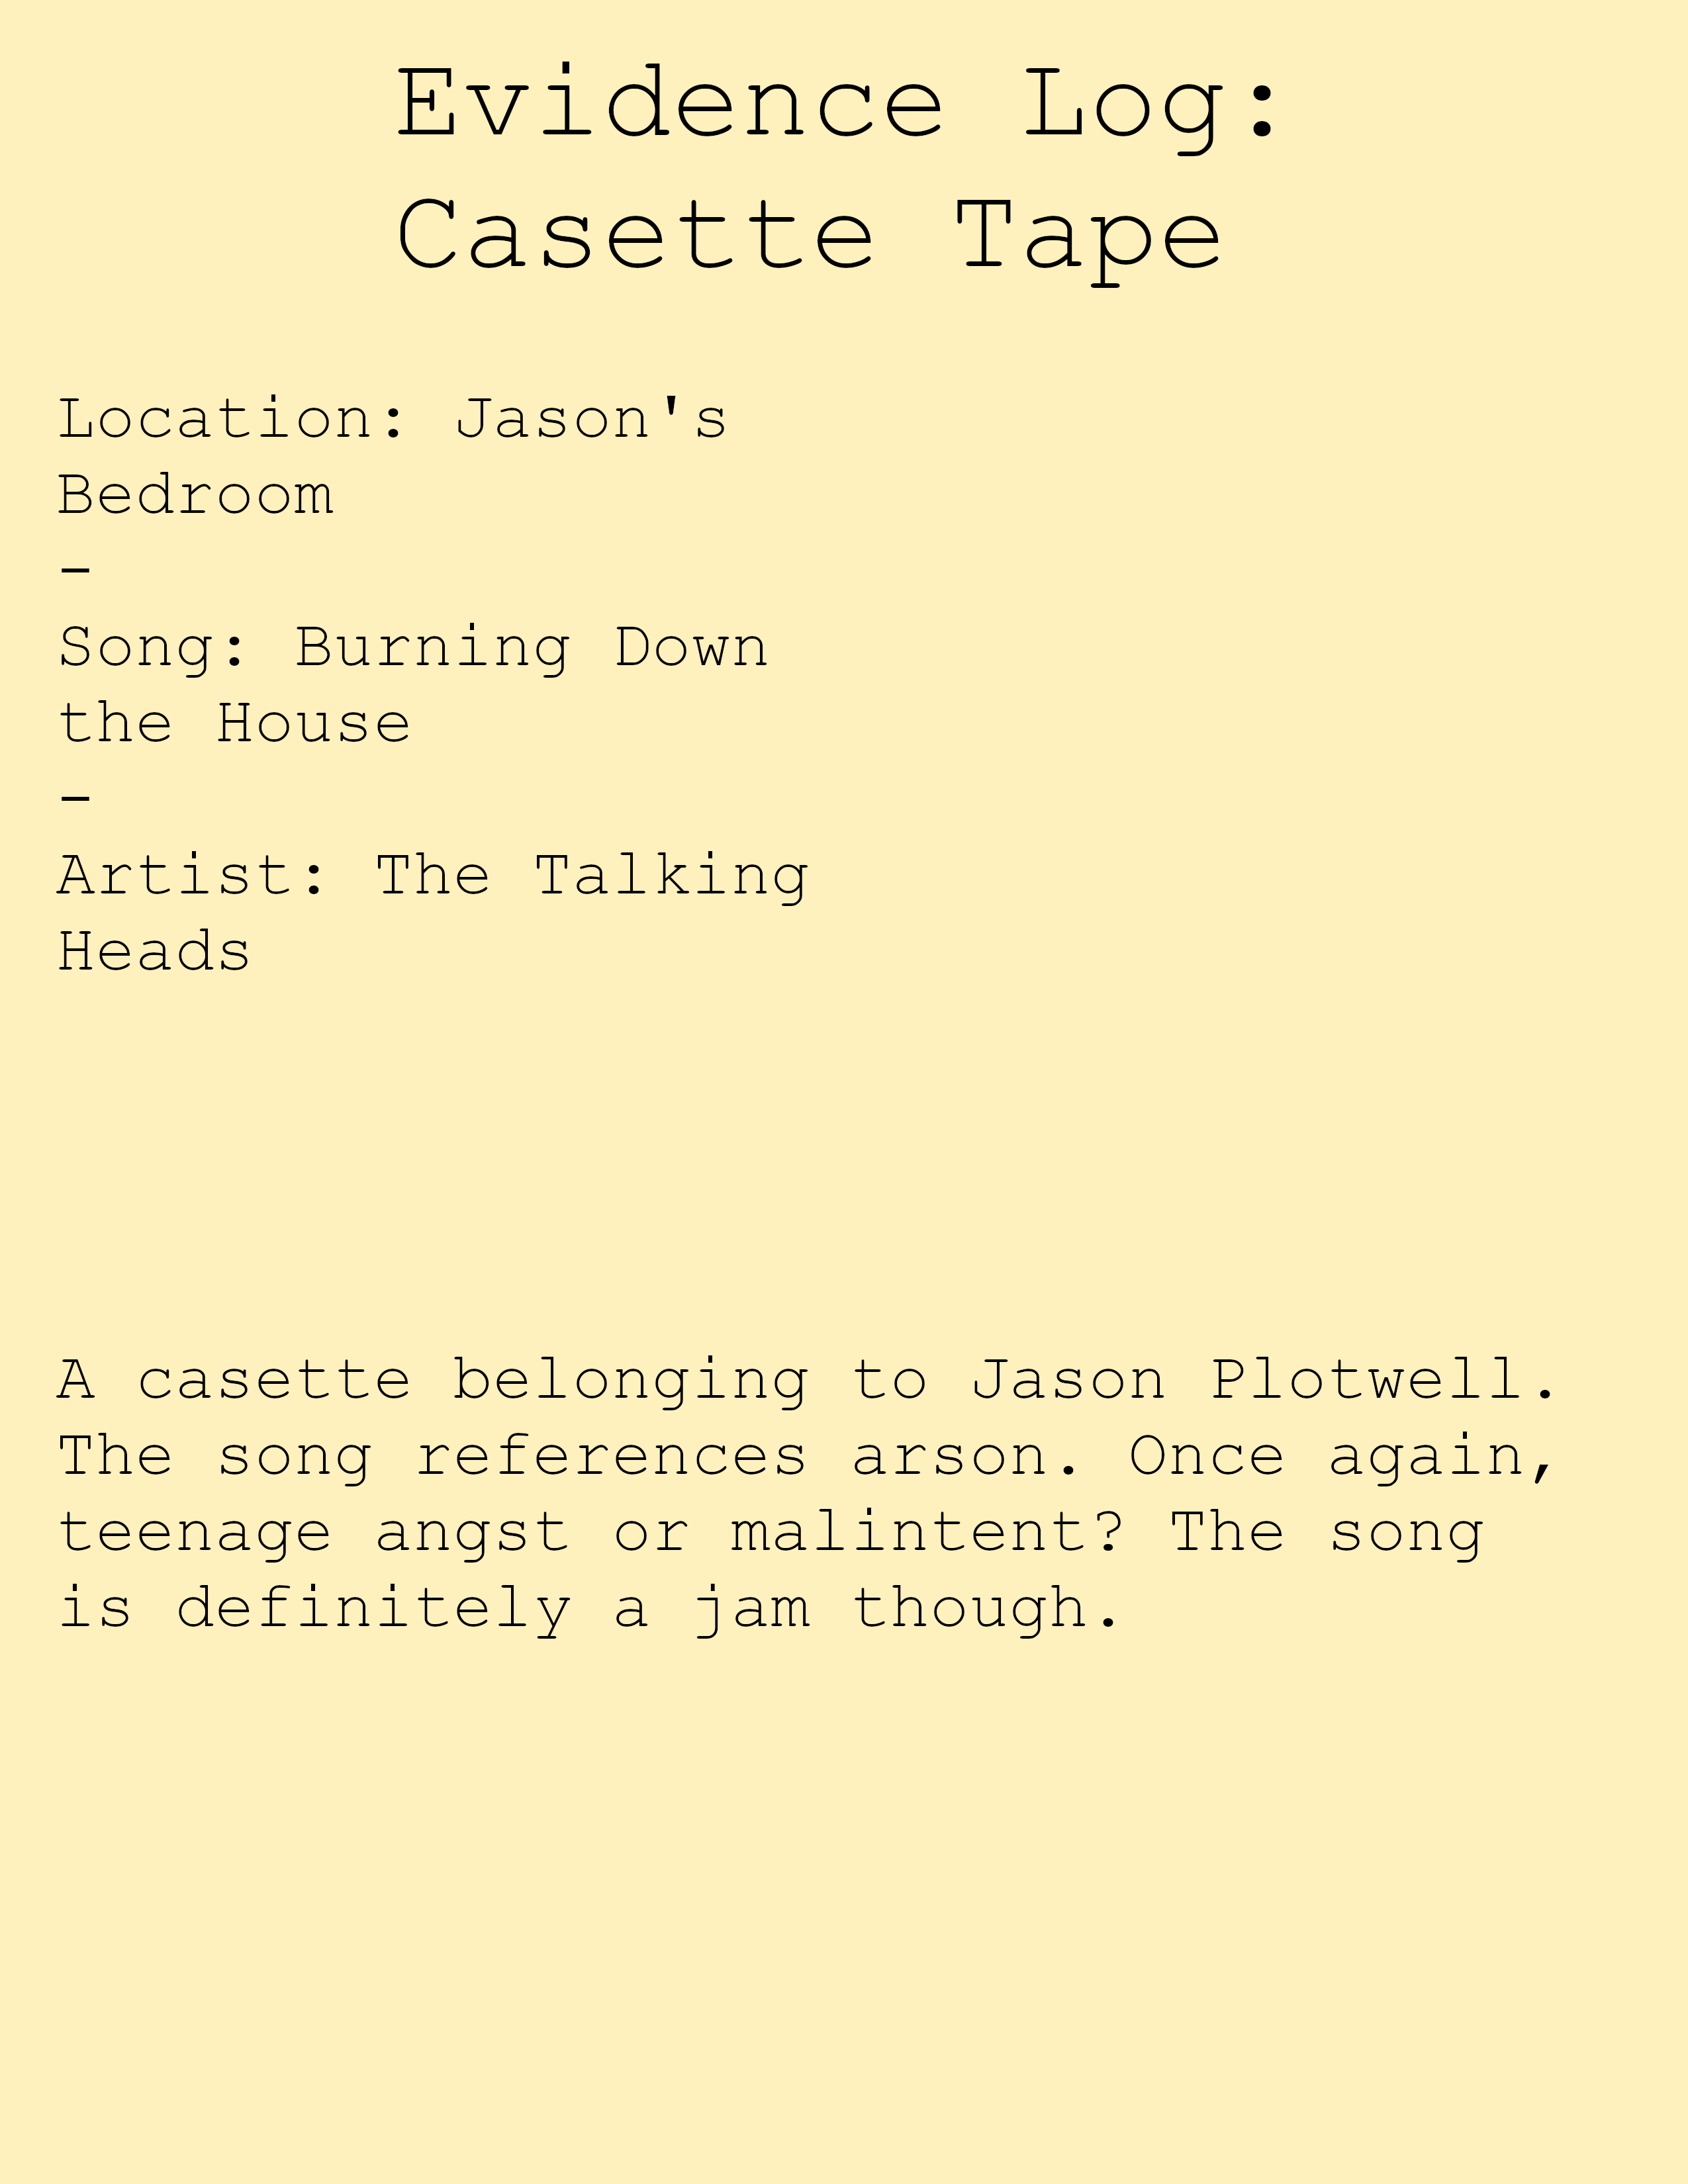 Evidence Log:
Casette Tape
Location: Jason's
Bedroom
-
Song: Burning Down
the House
-
Artist: The Talking
Heads
A casette belonging to Jason Plotwell.
The song references arson. Once again,
teenage angst or malintent? The song
is definitely a jam though.